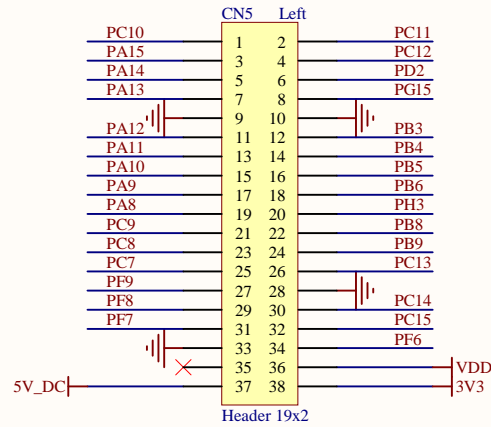 CN5 Left
PC10 1 2 PC11
PA15 3 4 PC12
PA14 5 6 PD2
PA13 7 8 PG15
9 10
PA12 11 12 PB3
PA11 13 14 PB4
PA10 15 16 PB5
PA9 17 18 PB6
PA8 19 20 PH3
PC9 21 22 PB8
PC8 23 24 PB9
PC7 25 26 PC13
PF9 27 28
PF8 29 30 PC14
PF7 31 32 PC15
33 34 PF6
35 36 VDD
5V_DC 37 38 3V3
Header 19x2